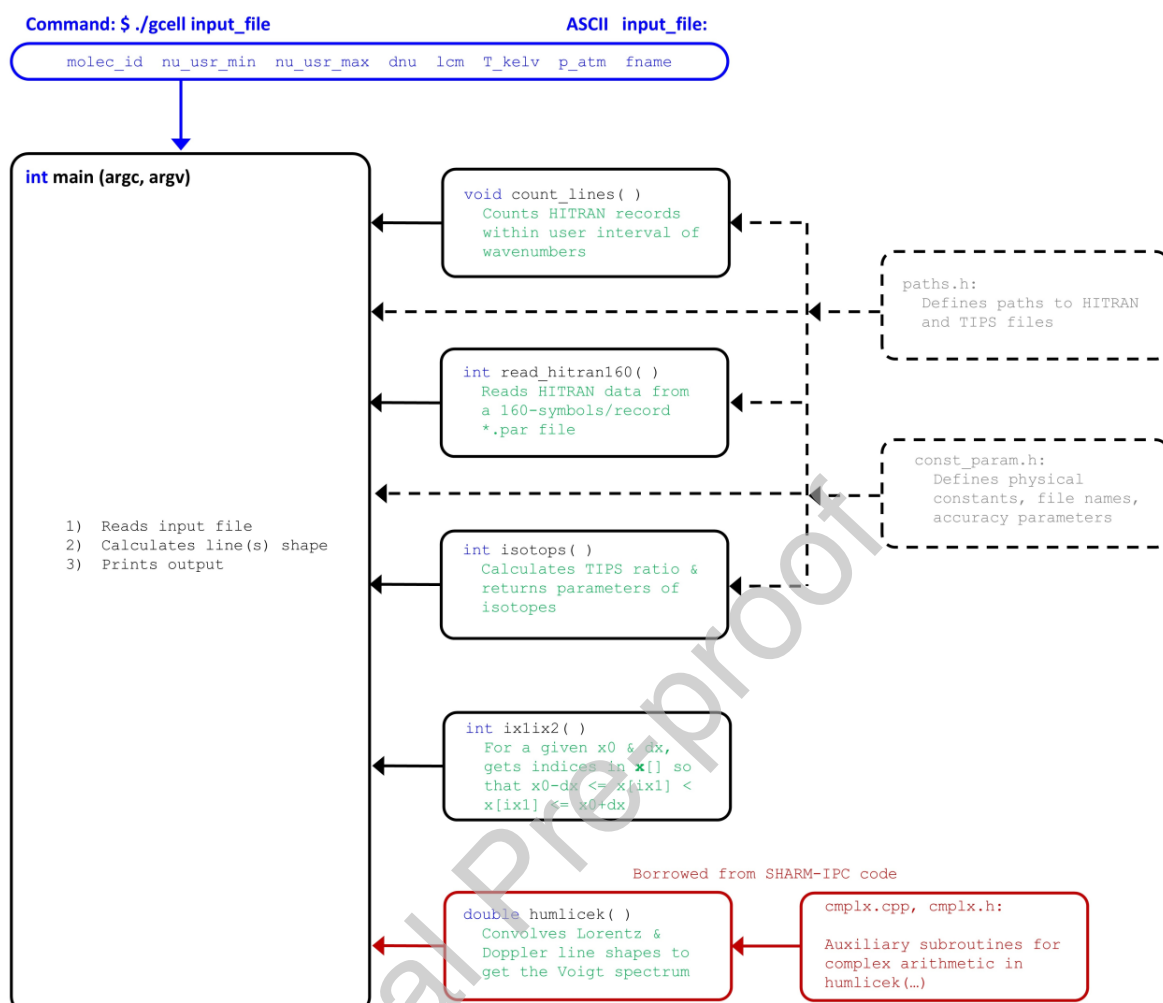 Command: $ ./gcell input_file
ASCII input_file:
molec_id nu_usr_min nu_usr_max dnu lcm T_kelv p_atm fname
int main (argc, argv)
1) Reads input file
2) Calculates line(s) shape
3) Prints output
void count_lines( )
Counts HITRAN records
within user interval of
wavenumbers
paths.h:
Defines paths to HITRAN
and TIPS files
int read_hitran160( )
Reads HITRAN data from
a 160-symbols/record
*.par file
const_param.h:
Defines physical
constants, file names,
accuracy parameters
int isotops( )
Calculates TIPS ratio &
returns parameters of
isotopes
int ix1ix2( )
For a given x0 & dx,
gets indices in x[] so
that x0-dx <= x[ix1] <
x[ix1] <= x0+dx
Borrowed from SHARM-IPC code
double humlicek( )
Convolves Lorentz &
Doppler line shapes to
get the Voigt spectrum
cmplx.cpp, cmplx.h:
Auxiliary subroutines for
complex arithmetic in
humlicek(…)
al Pre-proof